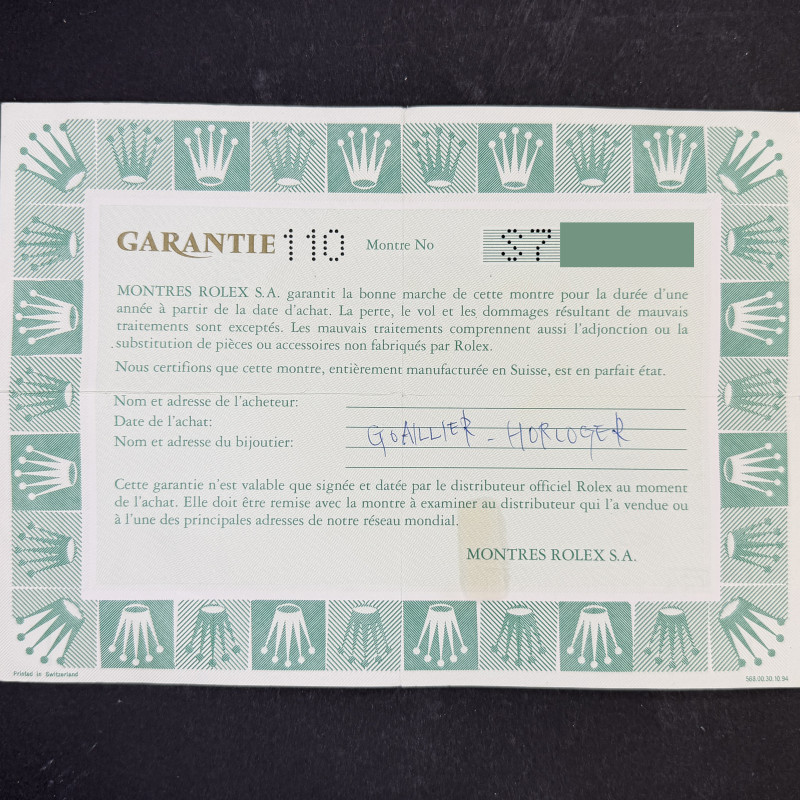 GARANTIE 110 Montre No S7
MONTRES ROLEX S.A. garantit la bonne marche de cette montre pour la durée d'une
année à partir de la date d'achat. La perte, le vol et les dommages résultant de mauvais
traitements sont exceptés. Les mauvais traitements comprennent aussi l'adjonction ou la
substitution de pièces ou accessoires non fabriqués par Rolex.
Nous certifions que cette montre, entièrement manufacturée en Suisse, est en parfait état.
Nom et adresse de l'acheteur:
Date de l'achat:
Nom et adresse du bijoutier: GOAILLIER - HORLOGER
Cette garantie n'est valable que signée et datée par le distributeur officiel Rolex au moment
de l'achat. Elle doit être remise avec la montre à examiner au distributeur qui l'a vendue ou
à l'une des principales adresses de notre réseau mondial.
MONTRES ROLEX S.A.
Printed in Switzerland
568.00.30.10.94